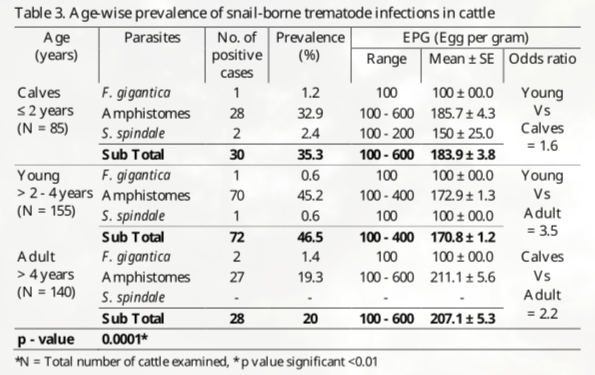 Table 3. Age-wise prevalence of snail-borne trematode infections in cattle
Age (years) Parasites No. of positive cases Prevalence (%) EPG (Egg per gram)
Range Mean ± SE Odds ratio
Calves F. gigantica 1 1.2 100 100 ± 00.0 Young
≤ 2 years Amphistomes 28 32.9 100 - 600 185.7 ± 4.3 Vs
(N = 85) S. spindale 2 2.4 100 - 200 150 ± 25.0 Calves
Sub Total 30 35.3 100 - 600 183.9 ± 3.8 = 1.6
Young F. gigantica 1 0.6 100 100 ± 00.0 Young
> 2 - 4 years Amphistomes 70 45.2 100 - 400 172.9 ± 1.3 Vs
(N = 155) S. spindale 1 0.6 100 100 ± 00.0 Adult
Sub Total 72 46.5 100 - 400 170.8 ± 1.2 = 3.5
Adult F. gigantica 2 1.4 100 100 ± 00.0 Calves
> 4 years Amphistomes 27 19.3 100 - 600 211.1 ± 5.6 Vs
(N = 140) S. spindale - - - - Adult
Sub Total 28 20 100 - 600 207.1 ± 5.3 = 2.2
p - value 0.0001*
*N = Total number of cattle examined, *p value significant <0.01